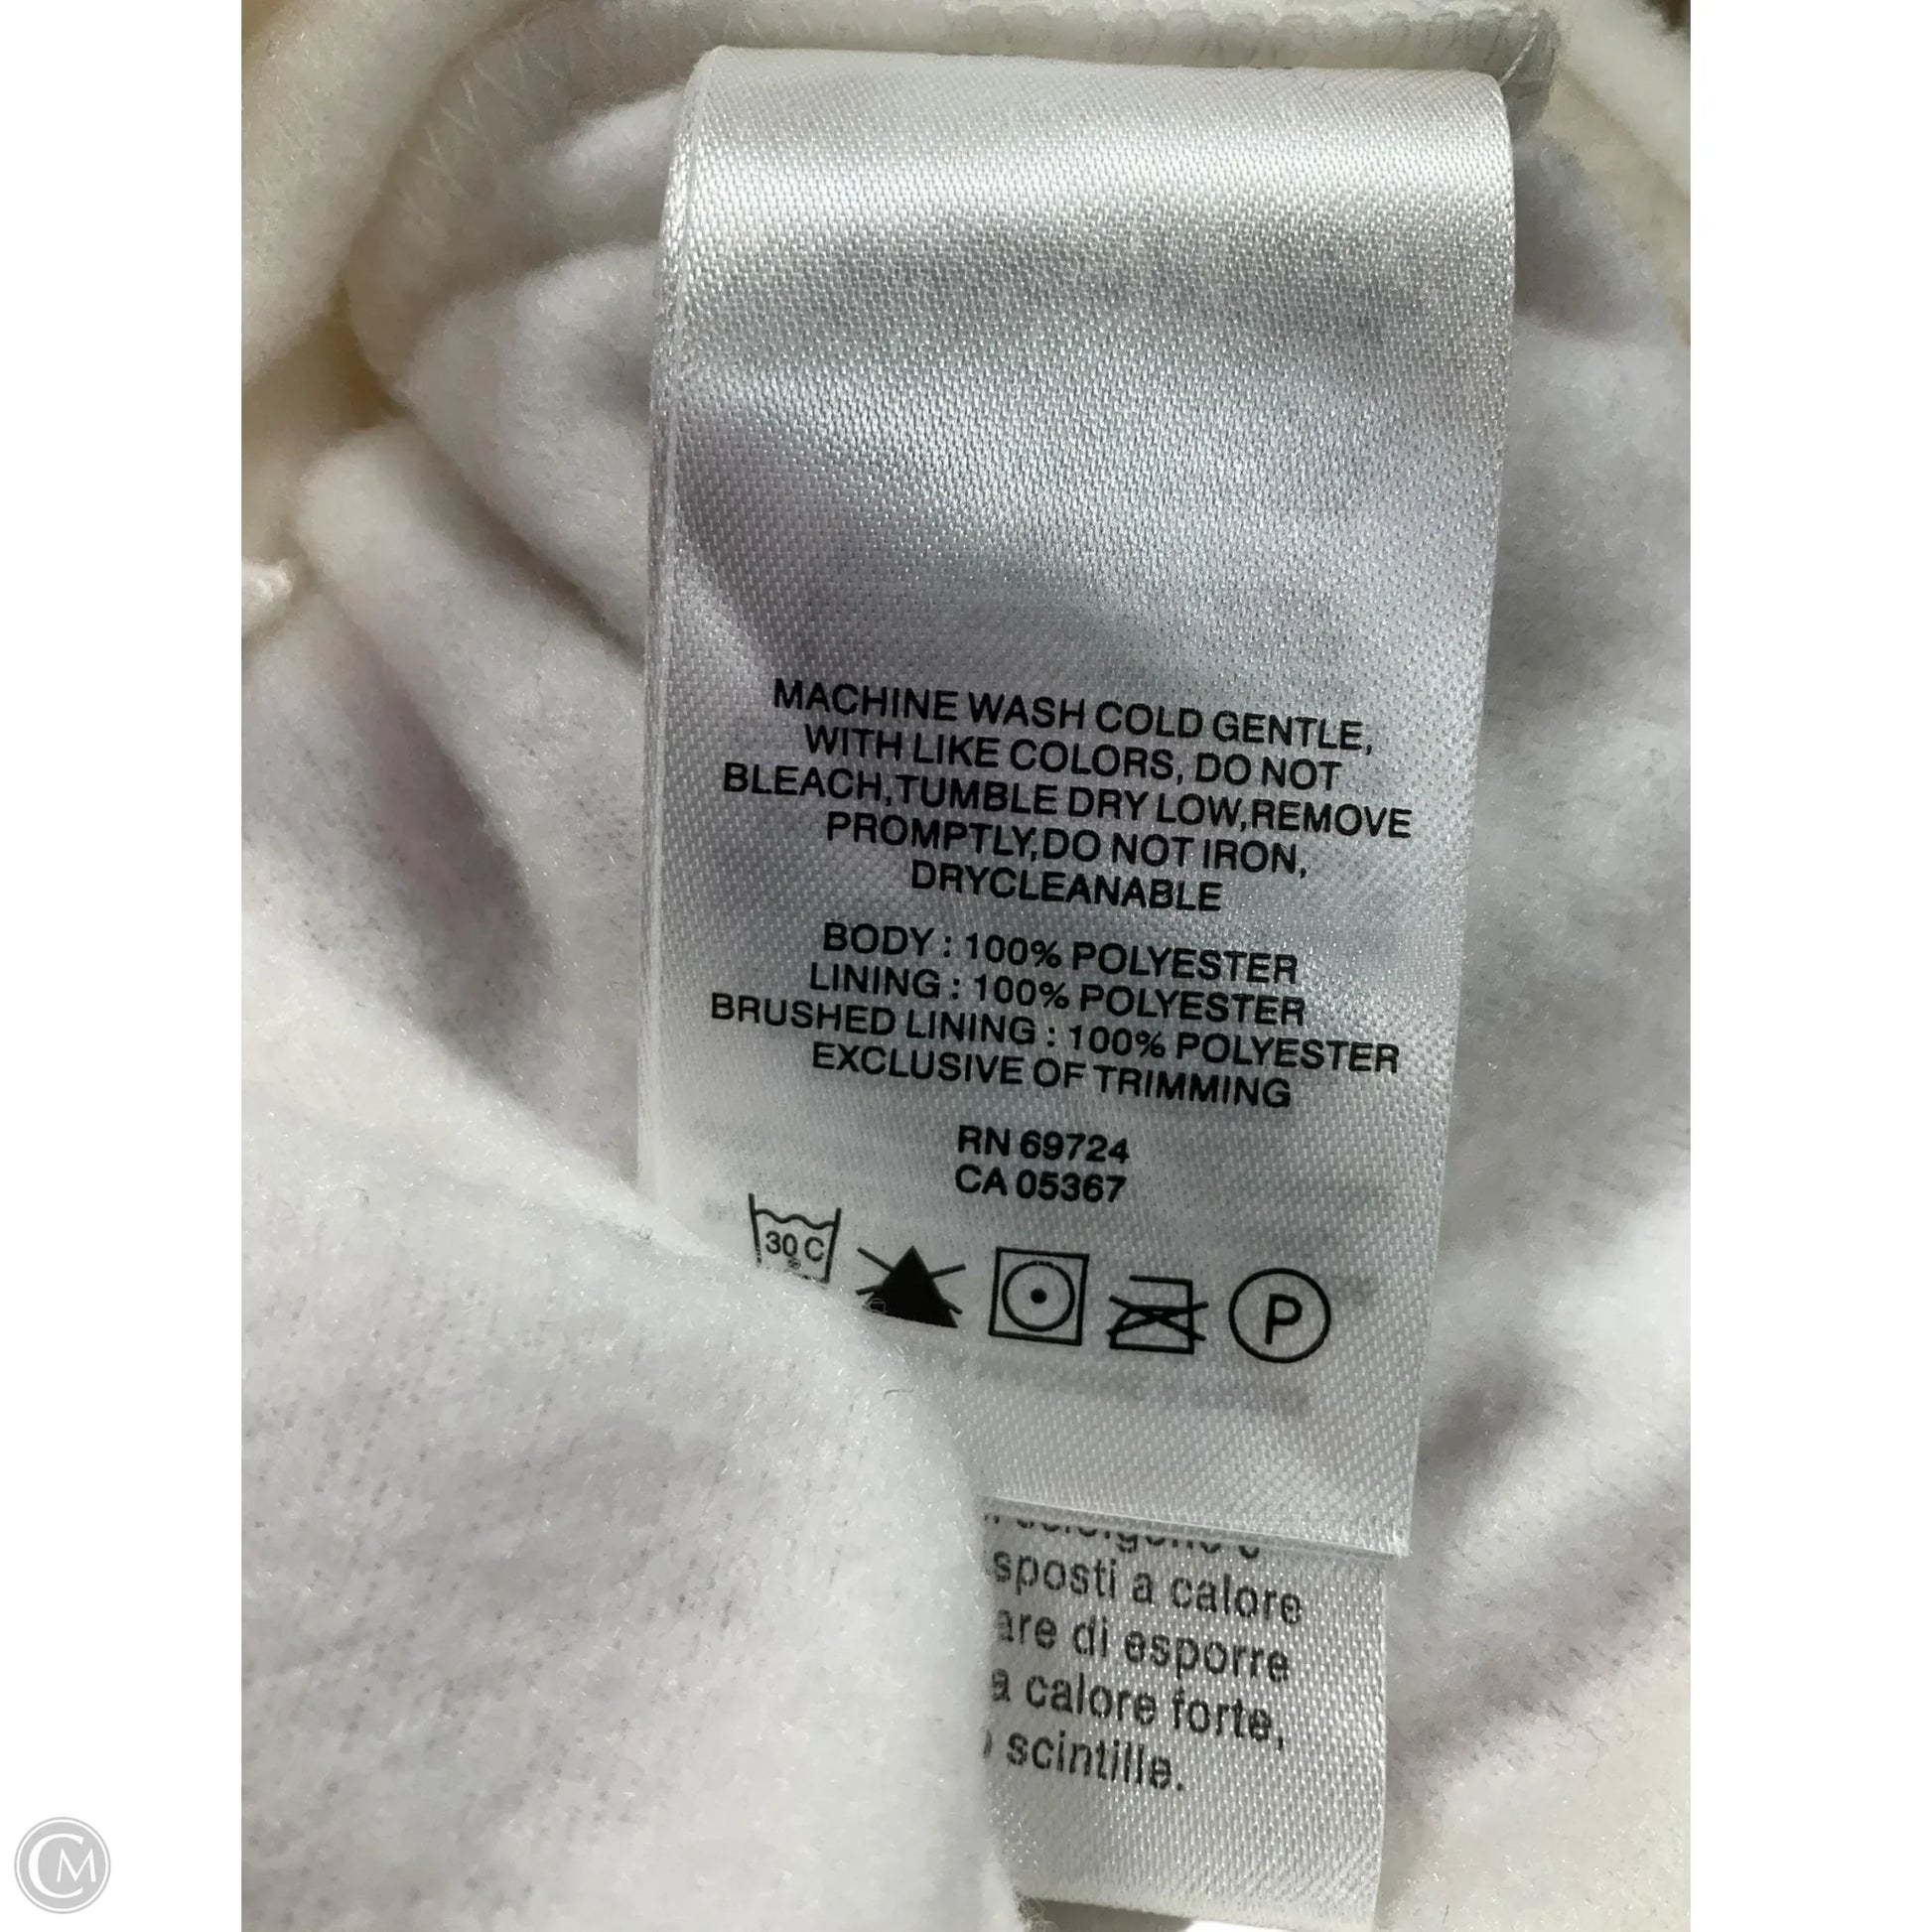 MACHINE WASH COLD GENTLE,
WITH LIKE COLORS, DO NOT
BLEACH,TUMBLE DRY LOW,REMOVE
PROMPTLY,DO NOT IRON,
DRYCLEANABLE
BODY : 100% POLYESTER
LINING : 100% POLYESTER
BRUSHED LINING : 100% POLYESTER
EXCLUSIVE OF TRIMMING
RN 69724
CA 05367
30 C
P
sposti a calore
are di esporre
a calore forte,
scintille.
CM